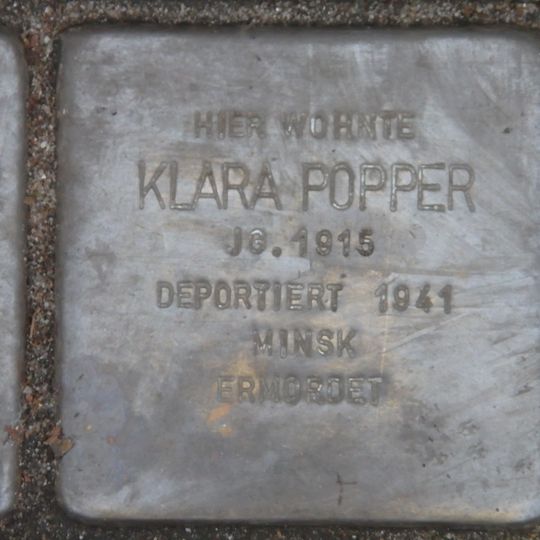 HIER WOHNTE
KLARA POPPER
JG. 1915
DEPORTIERT 1941
MINSK
ERMORDET